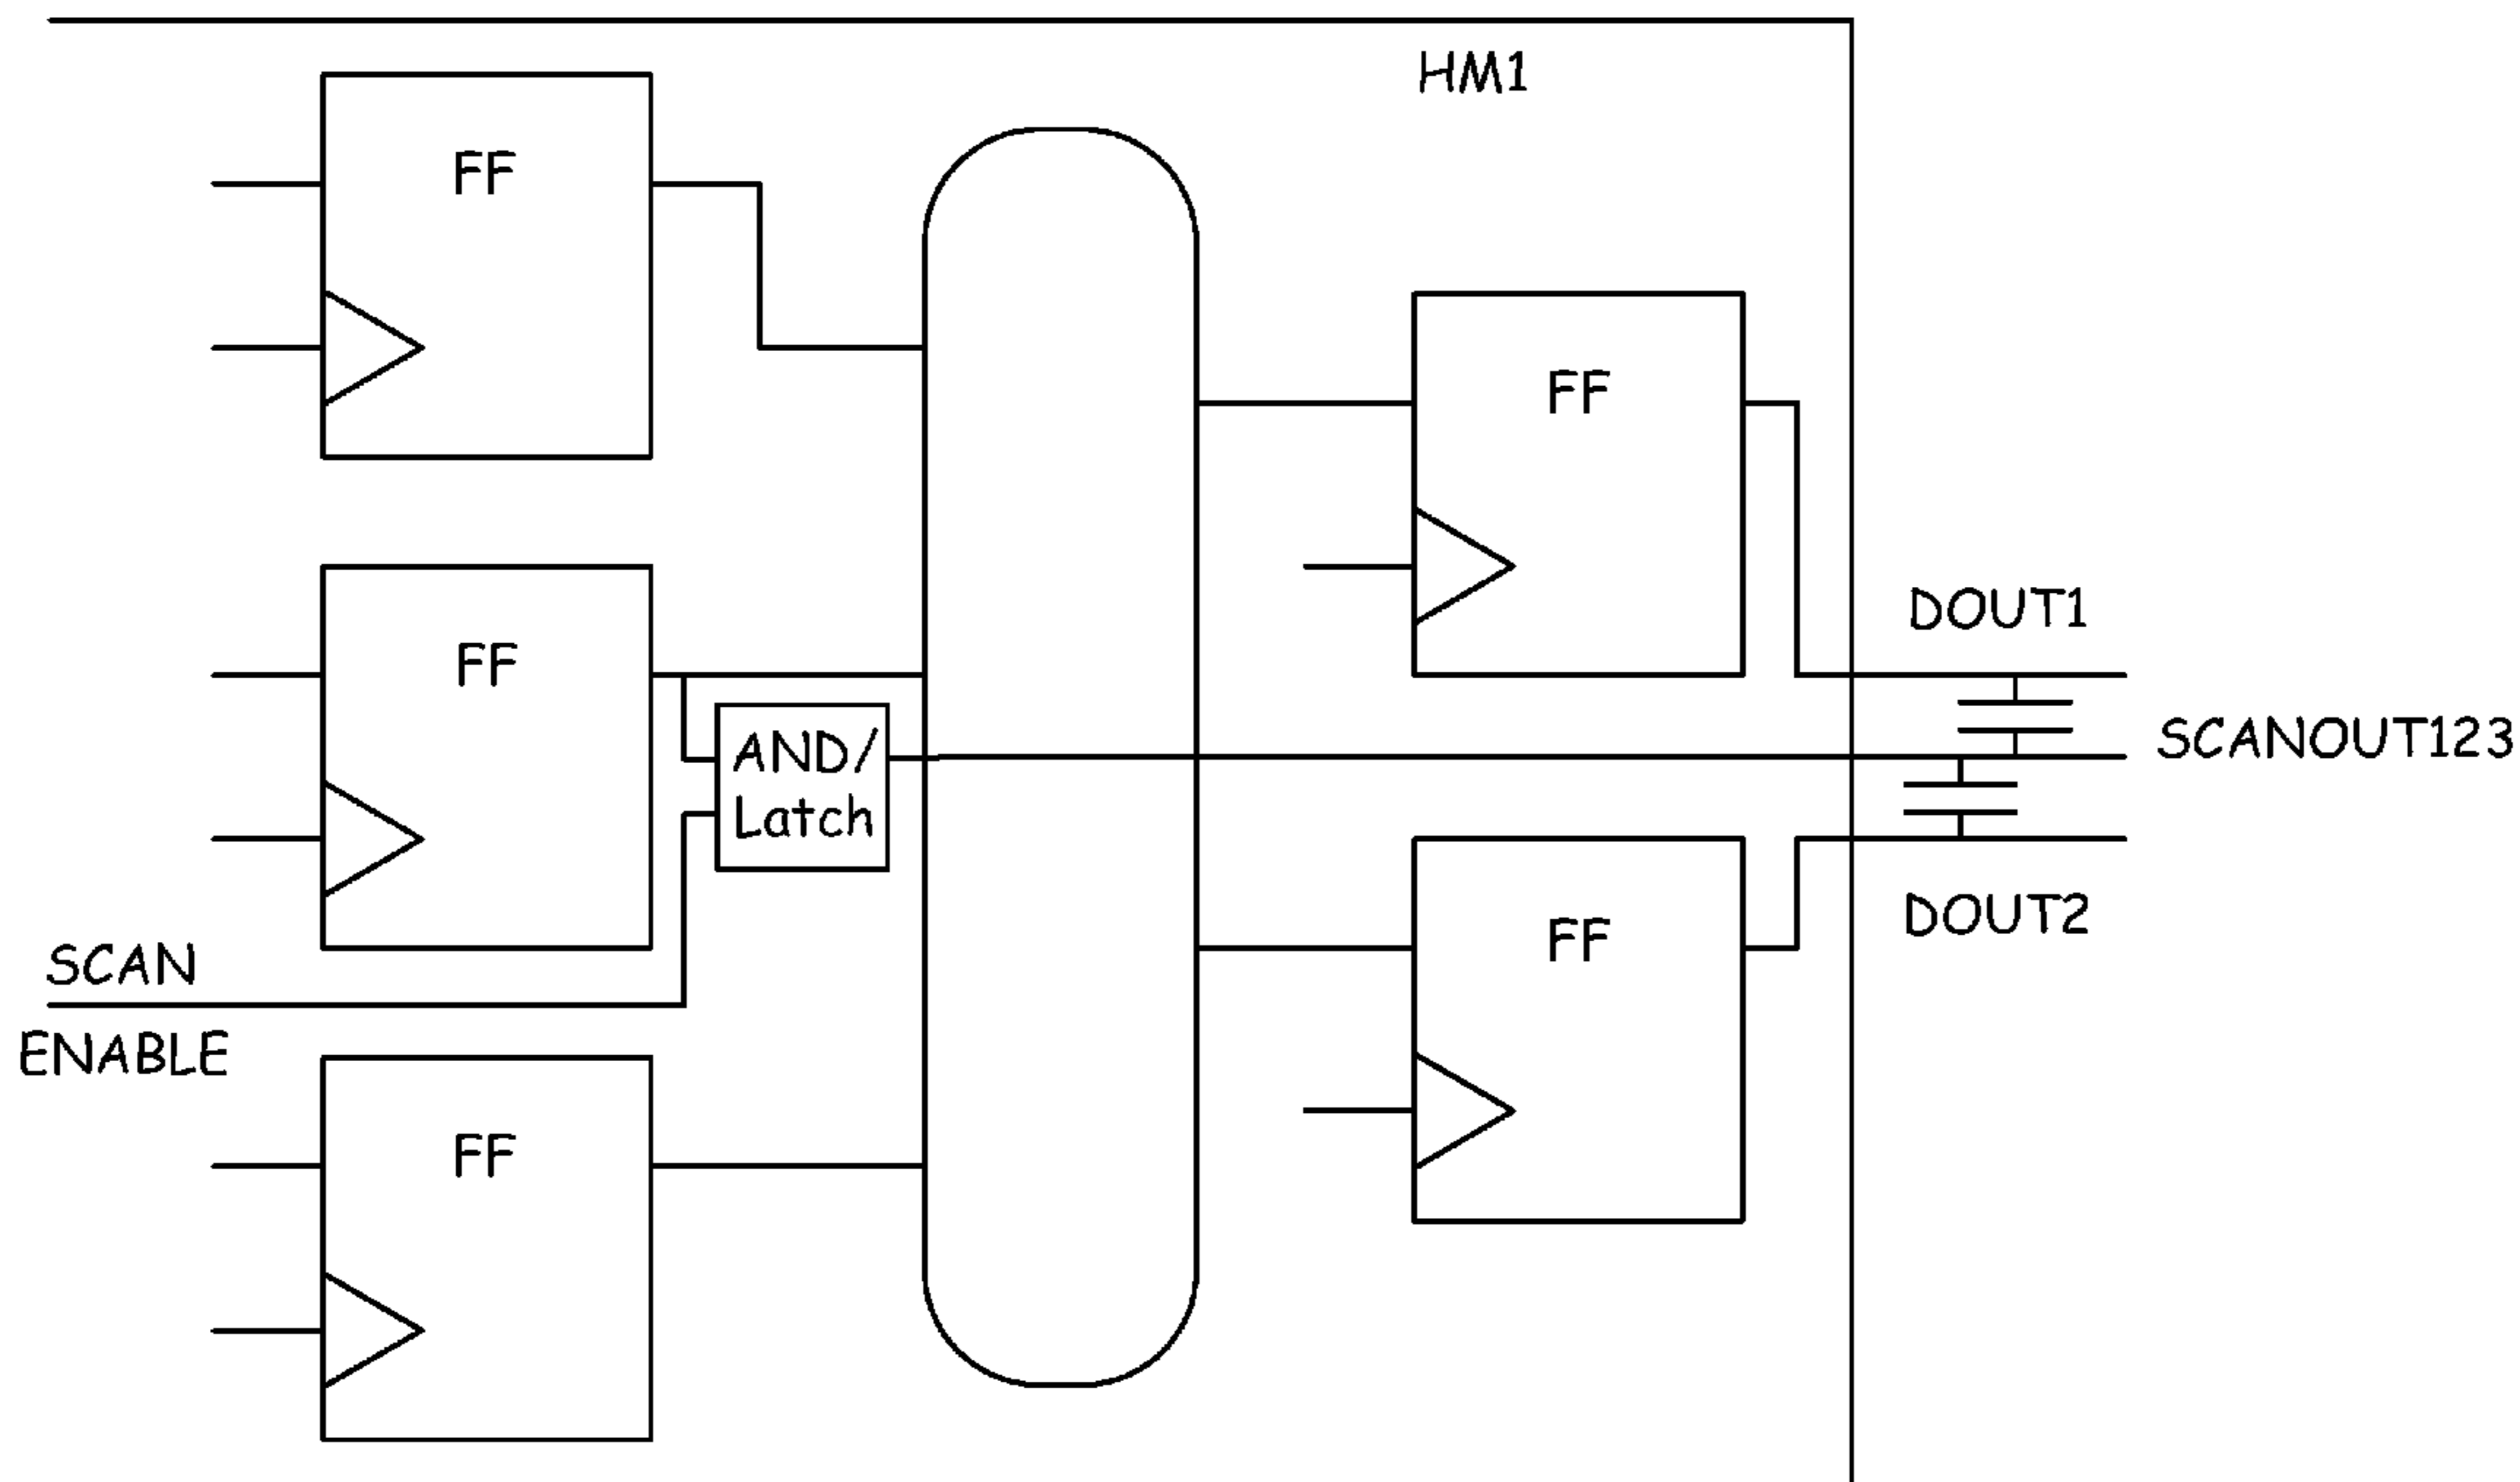 HM1
FF
FF
DOUT1
FF
SCANOUT123
AND/
Latch
DOUT2
FF
SCAN
ENABLE
FF